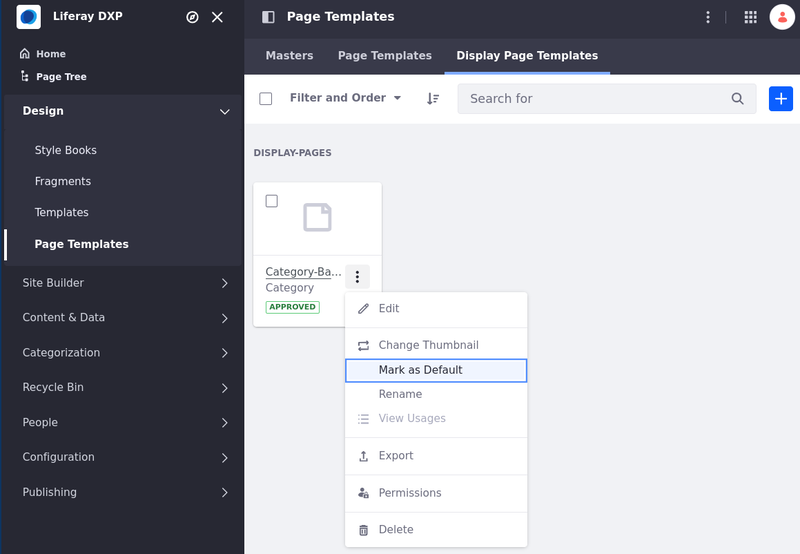 Liferay DXP
Home
Page Tree
Design
Style Books
Fragments
Templates
Page Templates
Site Builder
Content & Data
Categorization
Recycle Bin
People
Configuration
Publishing
Page Templates
Masters Page Templates Display Page Templates
Filter and Order Search for
DISPLAY-PAGES
Category-Ba...
Category
APPROVED
Edit
Change Thumbnail
Mark as Default
Rename
View Usages
Export
Permissions
Delete